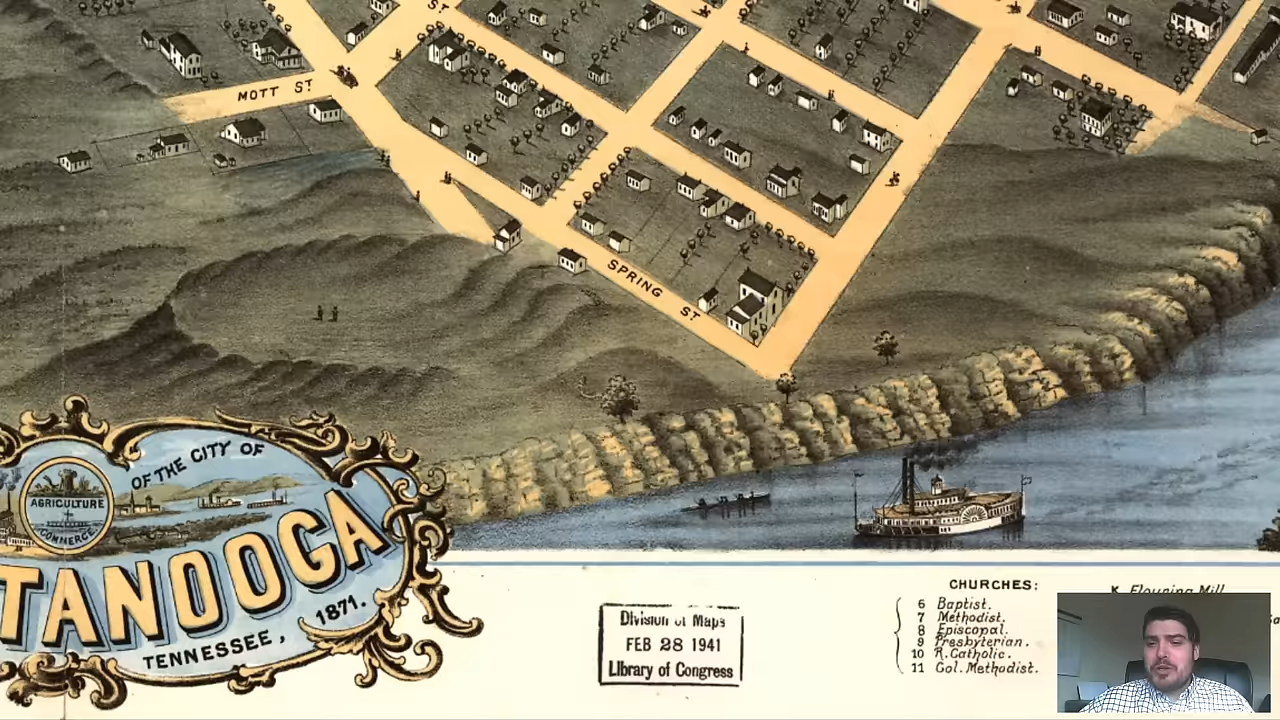 ST
MOTT ST
SPRING ST
OF THE CITY OF
AGRICULTURE
COMMERCE.
TANOOGA
TENNESSEE, 1871.
Division of Maps
FEB 28 1941
Library of Congress
CHURCHES:
6 Baptist.
7 Methodist.
8 Episcopal.
9 Presbyterian.
10 R. Catholic.
11 Col. Methodist.
K Flouring Mill